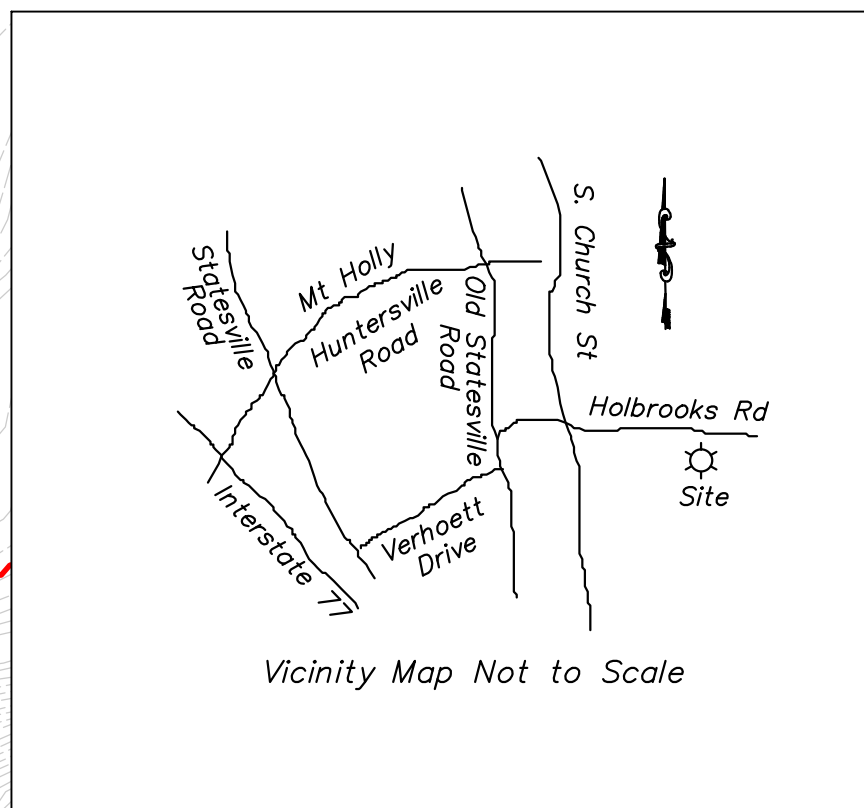 S. Church St
Statesville
Road
Mt Holly
Huntersville
Road
Old Statesville
Road
Holbrooks Rd
Site
Interstate 77
Verhoett
Drive
Vicinity Map Not to Scale